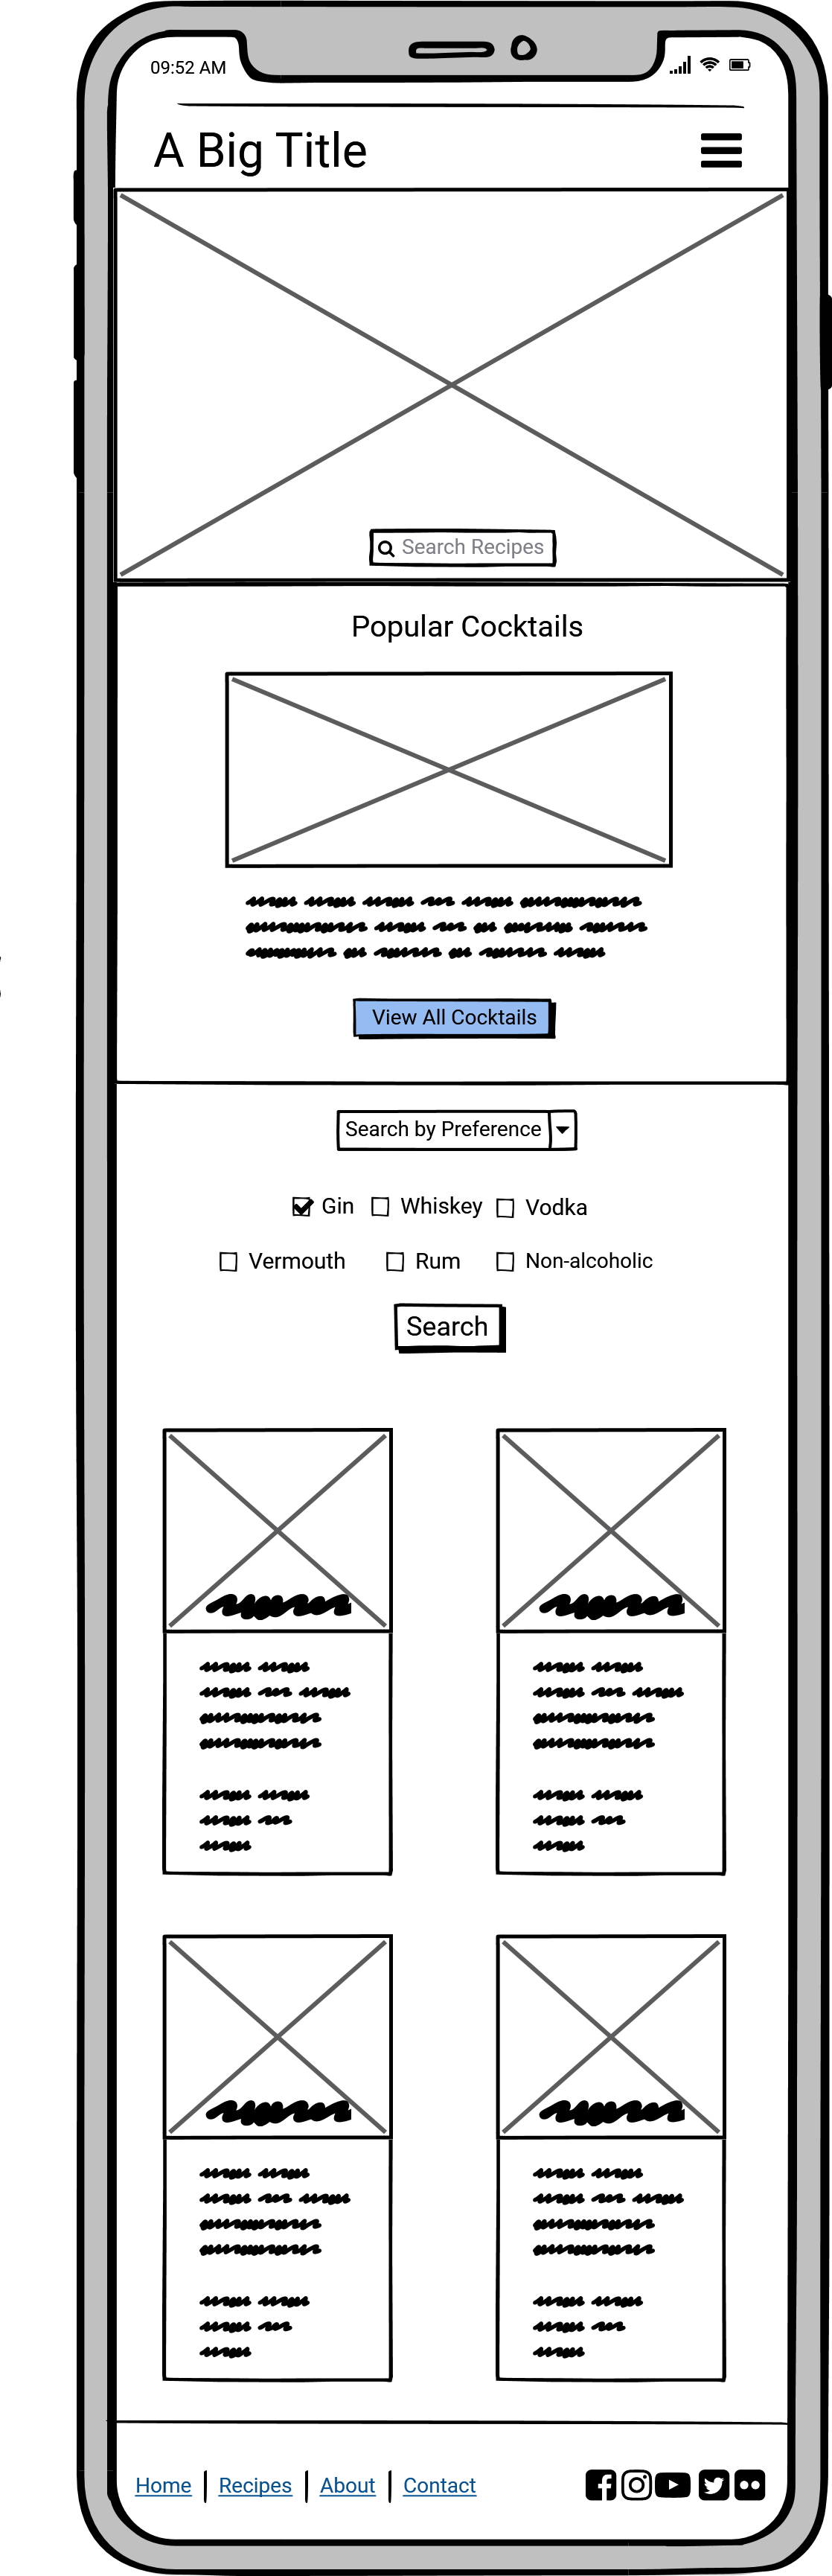 09:52 AM
A Big Title
Search Recipes
Popular Cocktails
View All Cocktails
Search by Preference
Gin Whiskey Vodka
Vermouth Rum Non-alcoholic
Search
Home Recipes About Contact